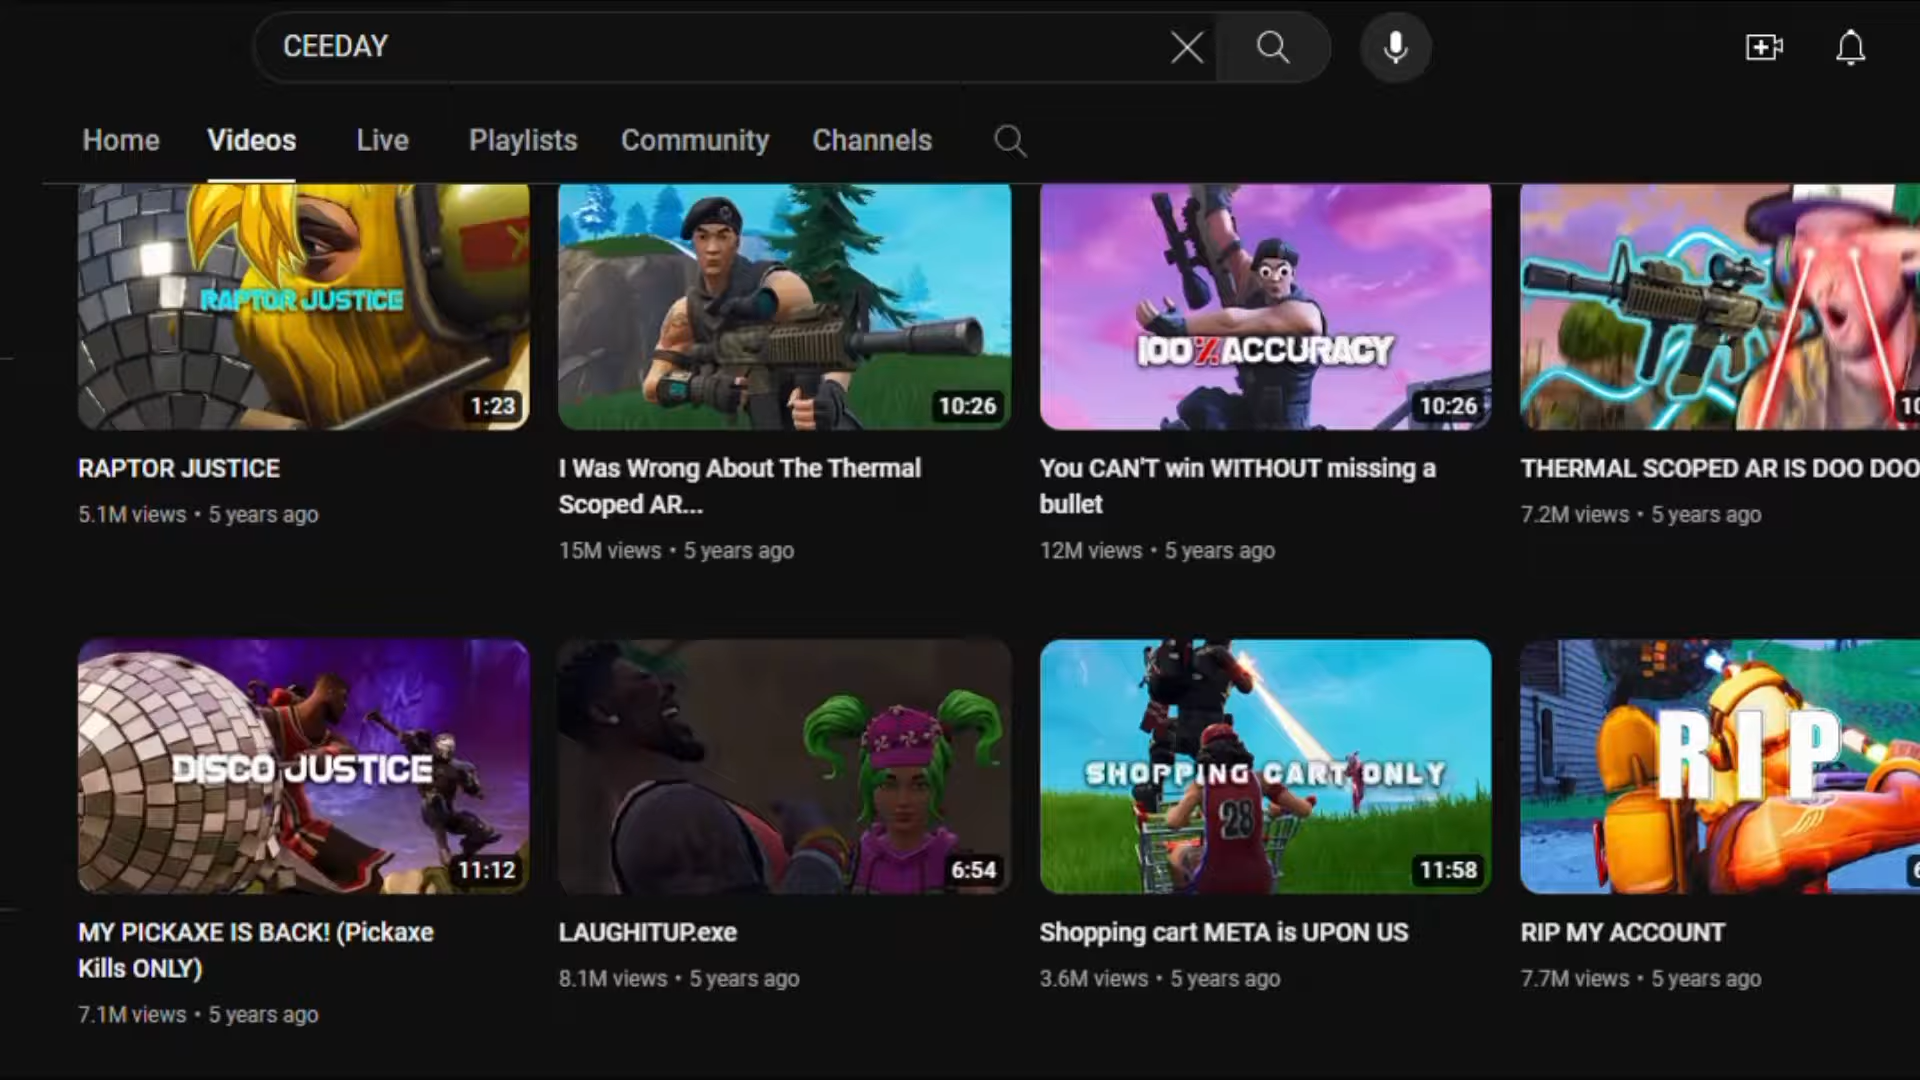 CEEDAY
Home Videos Live Playlists Community Channels
RAPTOR JUSTICE
1:23
10:26
100% ACCURACY
10:26
10
RAPTOR JUSTICE
5.1M views • 5 years ago
I Was Wrong About The Thermal
Scoped AR...
15M views • 5 years ago
You CAN'T win WITHOUT missing a
bullet
12M views • 5 years ago
THERMAL SCOPED AR IS DOO DOO
7.2M views • 5 years ago
DISCO JUSTICE
11:12
6:54
SHOPPING CART ONLY
28
11:58
RIP
6
MY PICKAXE IS BACK! (Pickaxe
Kills ONLY)
7.1M views • 5 years ago
LAUGHITUP.exe
8.1M views • 5 years ago
Shopping cart META is UPON US
3.6M views • 5 years ago
RIP MY ACCOUNT
7.7M views • 5 years ago